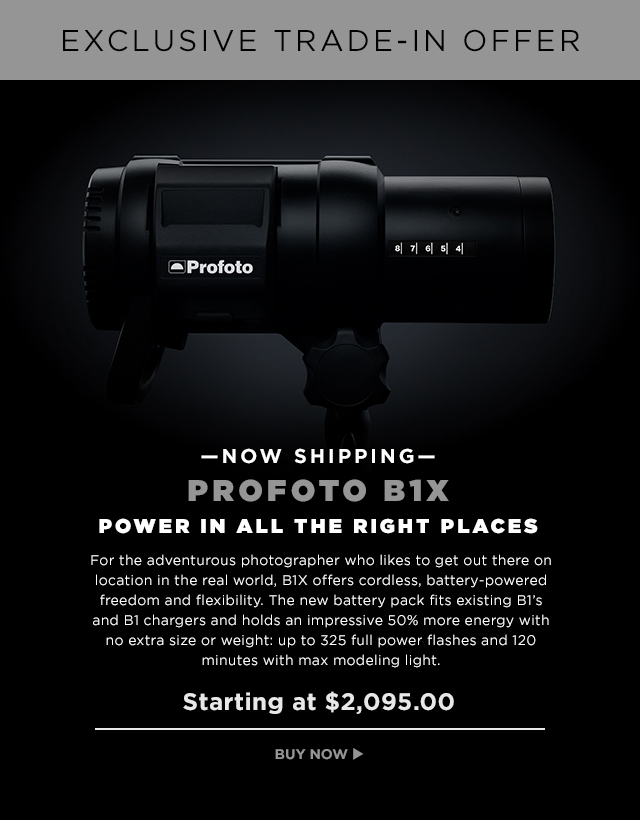 EXCLUSIVE TRADE-IN OFFER
Profoto
8 7 6 5 4
—NOW SHIPPING—
PROFOTO B1X
POWER IN ALL THE RIGHT PLACES
For the adventurous photographer who likes to get out there on
location in the real world, B1X offers cordless, battery-powered
freedom and flexibility. The new battery pack fits existing B1's
and B1 chargers and holds an impressive 50% more energy with
no extra size or weight: up to 325 full power flashes and 120
minutes with max modeling light.
Starting at $2,095.00
BUY NOW ▶